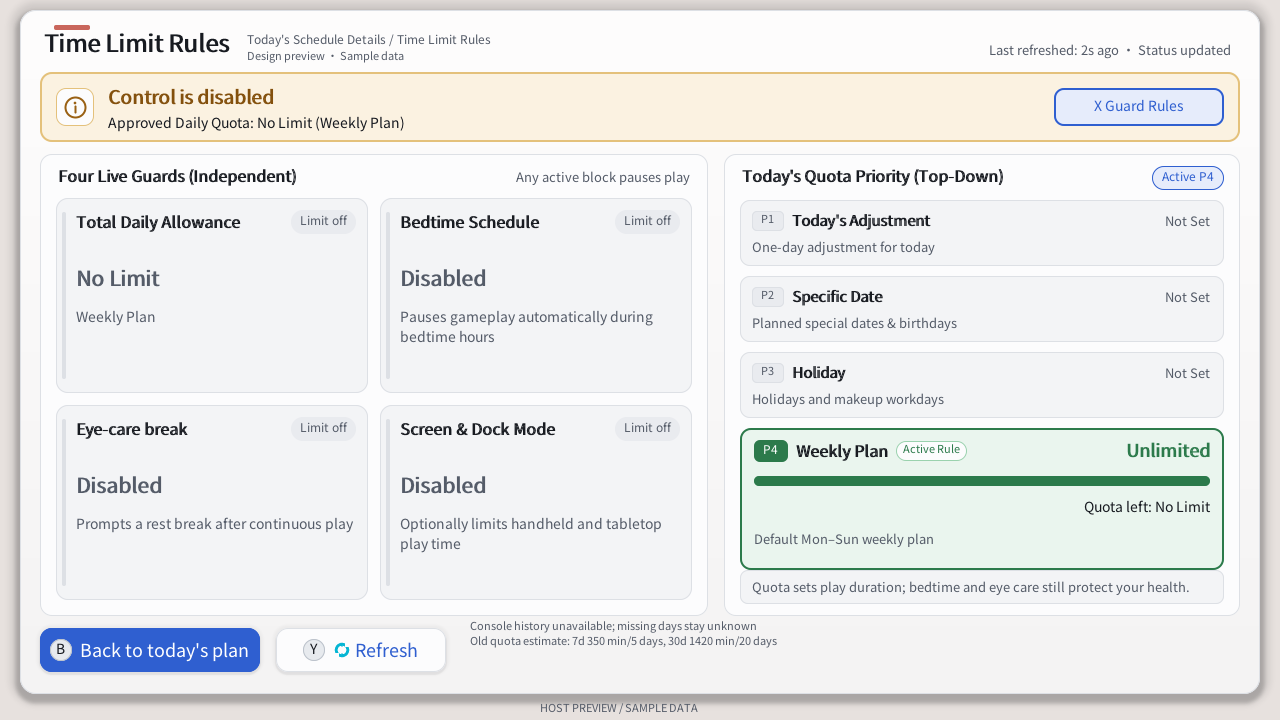 Time Limit Rules
Today's Schedule Details / Time Limit Rules
Design preview • Sample data
Last refreshed: 2s ago • Status updated
Control is disabled
Approved Daily Quota: No Limit (Weekly Plan)
X Guard Rules
Four Live Guards (Independent)
Any active block pauses play
Total Daily Allowance
Limit off
No Limit
Weekly Plan
Bedtime Schedule
Limit off
Disabled
Pauses gameplay automatically during
bedtime hours
Eye-care break
Limit off
Disabled
Prompts a rest break after continuous play
Screen & Dock Mode
Limit off
Disabled
Optionally limits handheld and tabletop
play time
Today's Quota Priority (Top-Down)
Active P4
P1 Today's Adjustment Not Set
One-day adjustment for today
P2 Specific Date Not Set
Planned special dates & birthdays
P3 Holiday Not Set
Holidays and makeup workdays
P4 Weekly Plan Active Rule Unlimited
Quota left: No Limit
Default Mon–Sun weekly plan
Quota sets play duration; bedtime and eye care still protect your health.
B Back to today's plan
Y Refresh
Console history unavailable; missing days stay unknown
Old quota estimate: 7d 350 min/5 days, 30d 1420 min/20 days
HOST PREVIEW / SAMPLE DATA